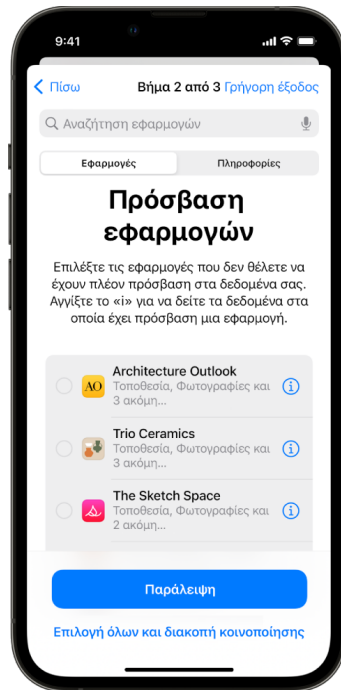 9:41
Πίσω
Βήμα 2 από 3
Γρήγορη έξοδος
Αναζήτηση εφαρμογών
Εφαρμογές
Πληροφορίες
Πρόσβαση
εφαρμογών
Επιλέξτε τις εφαρμογές που δεν θέλετε να
έχουν πλέον πρόσβαση στα δεδομένα σας.
Αγγίξτε το «i» για να δείτε τα δεδομένα στα
οποία έχει πρόσβαση μια εφαρμογή.
AO
Architecture Outlook
Τοποθεσία, Φωτογραφίες και
3 ακόμη...
Trio Ceramics
Τοποθεσία, Φωτογραφίες και
3 ακόμη...
The Sketch Space
Τοποθεσία, Φωτογραφίες και
2 ακόμη...
Παράλειψη
Επιλογή όλων και διακοπή κοινοποίησης